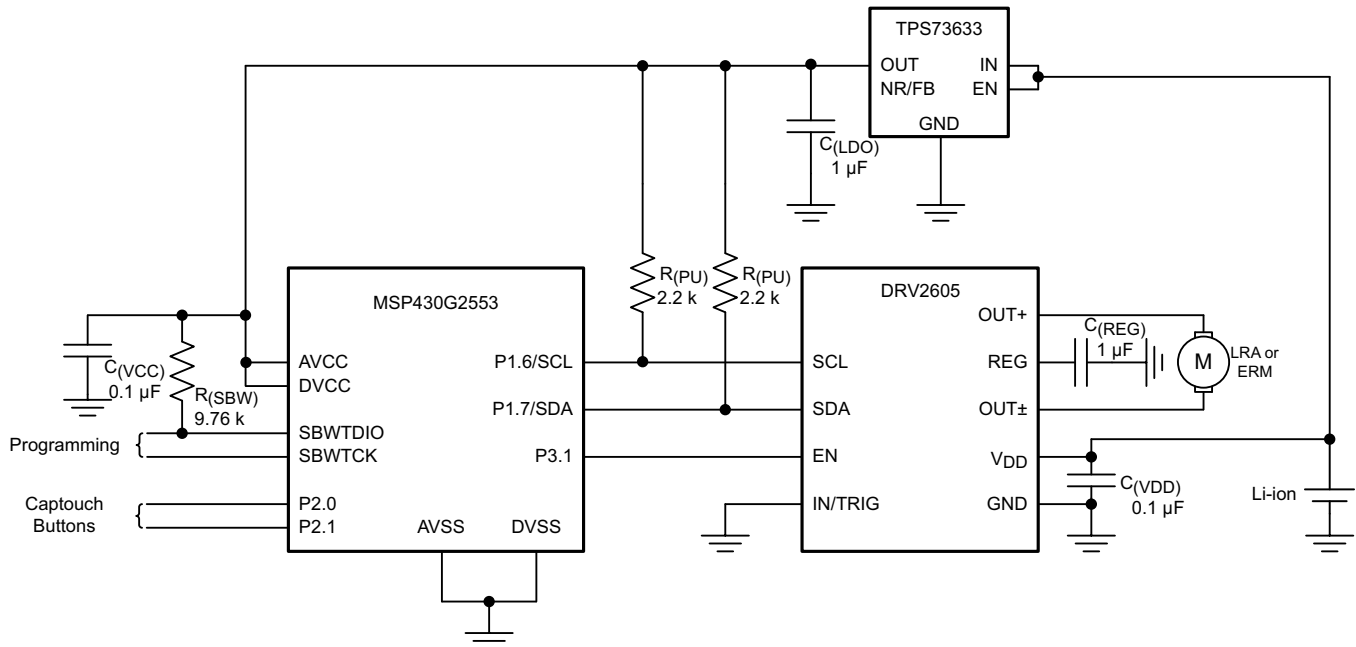 TPS73633
OUT
IN
NR/FB
EN
GND
C(LDO)
1 µF
R(PU)
2.2 k
R(PU)
2.2 k
MSP430G2553
AVCC
DVCC
SBWTDIO
SBWTCK
P2.0
P2.1
P1.6/SCL
P1.7/SDA
P3.1
AVSS
DVSS
C(VCC)
0.1 µF
R(SBW)
9.76 k
Programming
Captouch
Buttons
DRV2605
SCL
SDA
EN
IN/TRIG
OUT+
REG
OUT±
VDD
GND
C(REG)
1 µF
M
LRA or
ERM
C(VDD)
0.1 µF
Li-ion